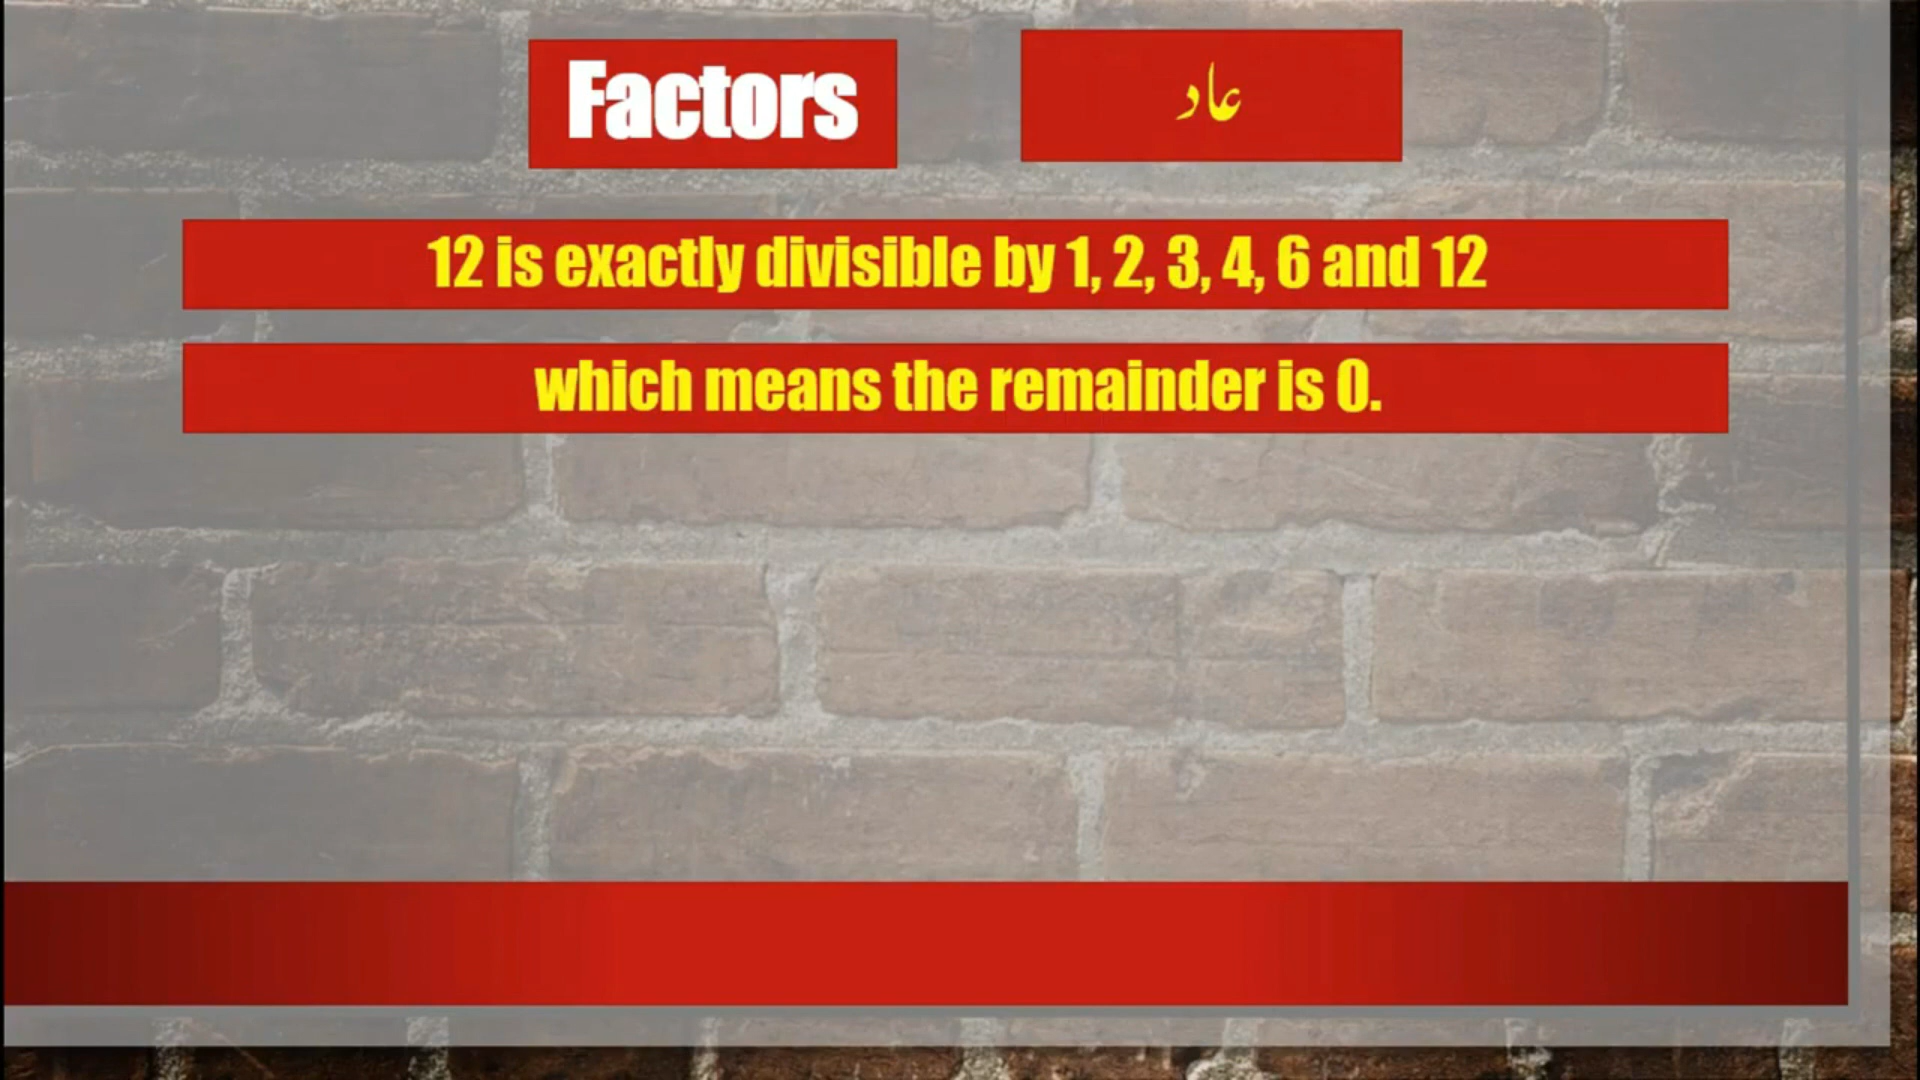 Factors
عاد
12 is exactly divisible by 1, 2, 3, 4, 6 and 12
which means the remainder is 0.